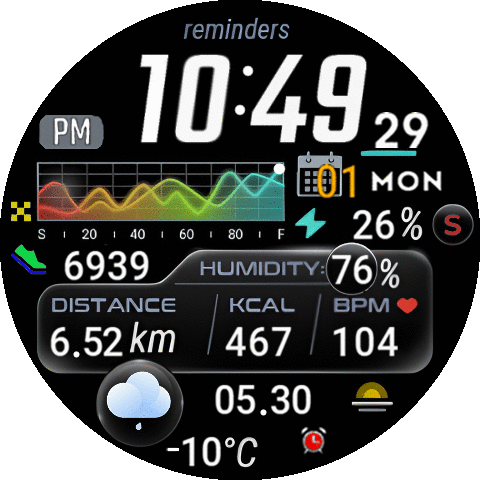 reminders
10:49
PM
29
01 MON
S | 20 | 40 | 60 | 80 | F
26% S
6939
HUMIDITY: 76%
DISTANCE KCAL BPM
6.52 km 467 104
05.30
-10°C